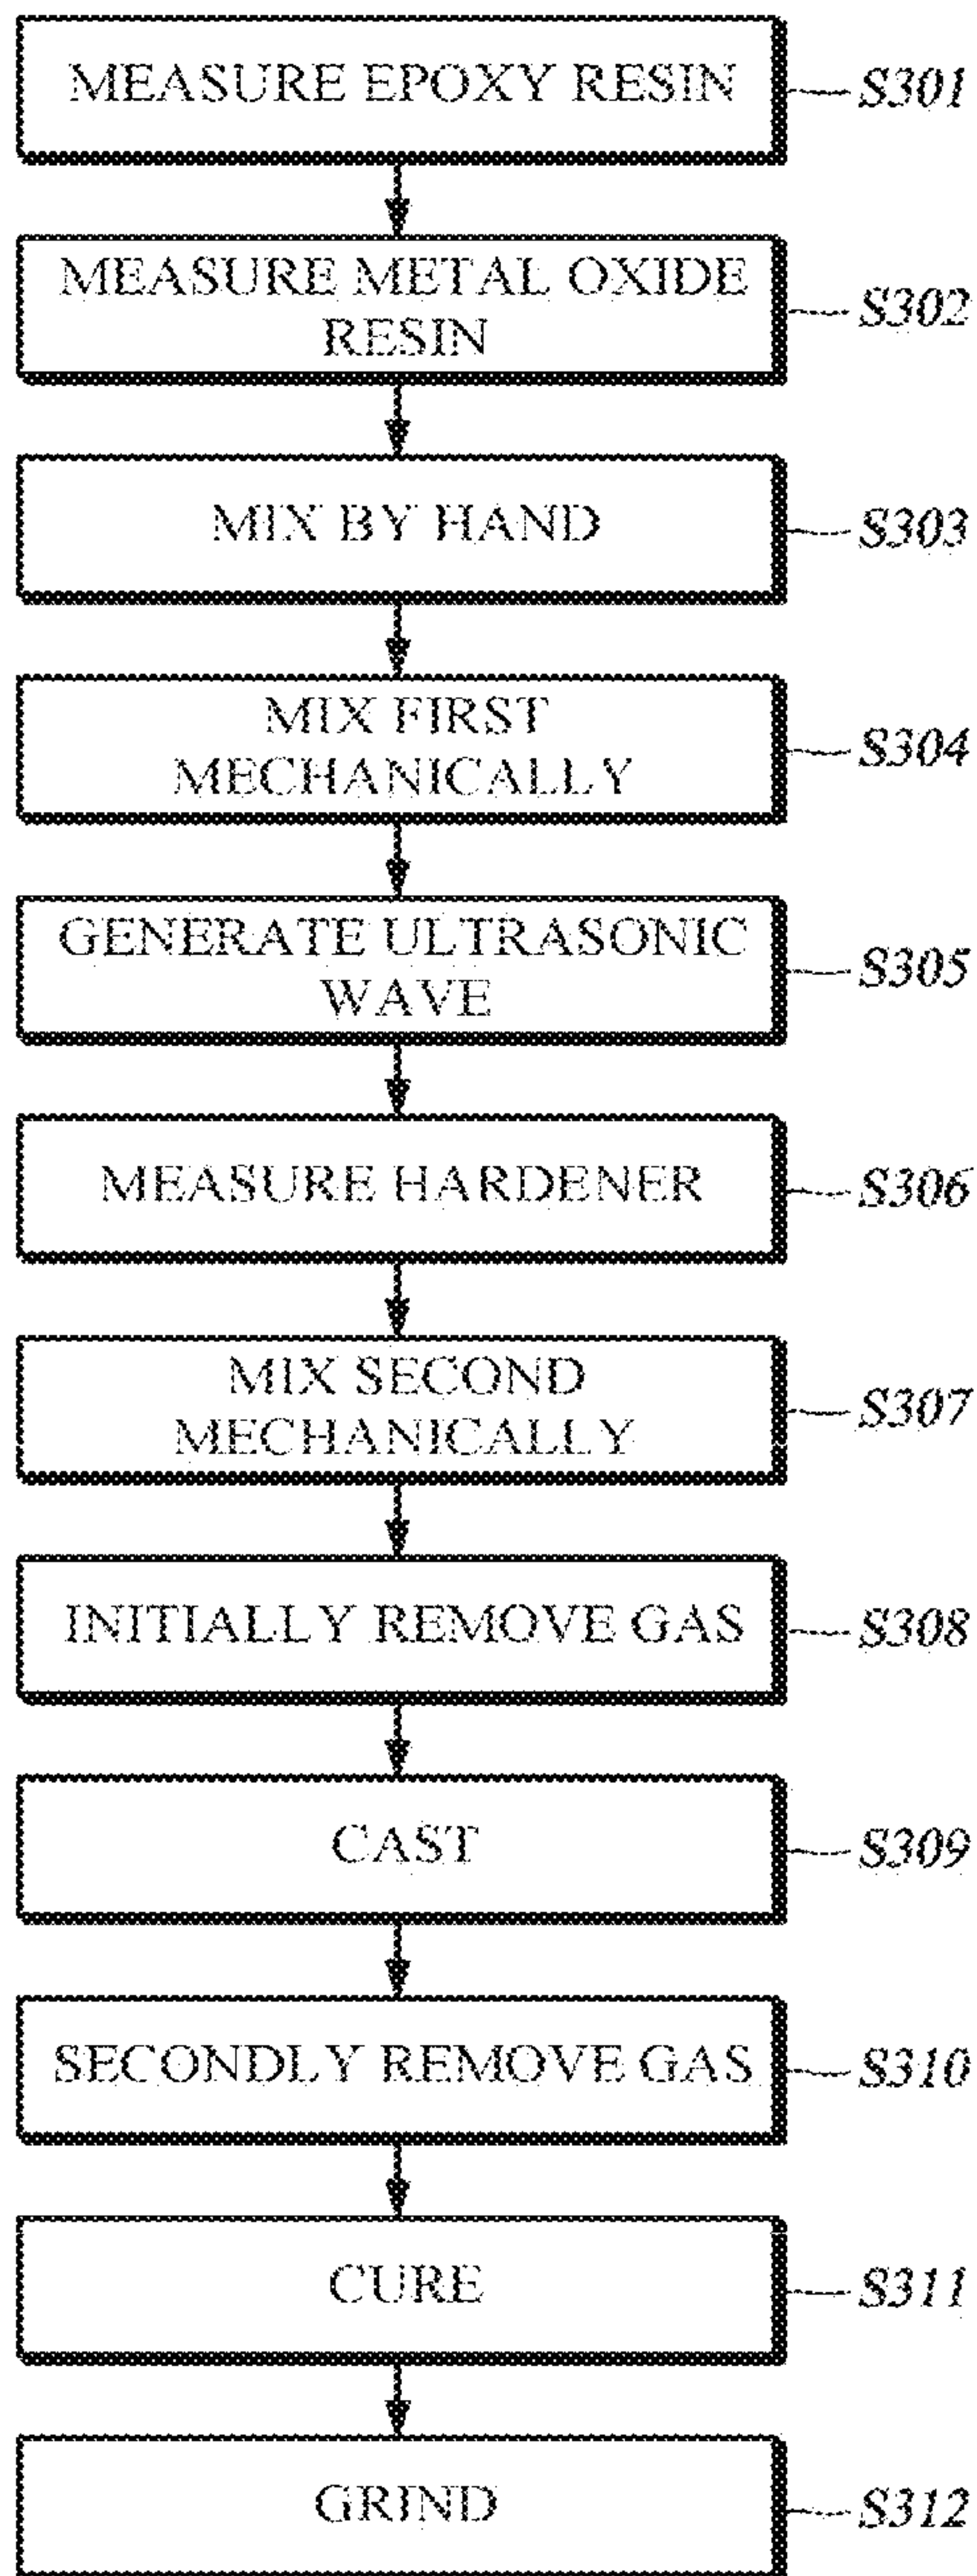 MEASURE EPOXY RESIN
S301
MEASURE METAL OXIDE
RESIN
S302
MIX BY HAND
S303
MIX FIRST
MECHANICALLY
S304
GENERATE ULTRASONIC
WAVE
S305
MEASURE HARDENER
S306
MIX SECOND
MECHANICALLY
S307
INITIALLY REMOVE GAS
S308
CAST
S309
SECONDLY REMOVE GAS
S310
CURE
S311
GRIND
S312